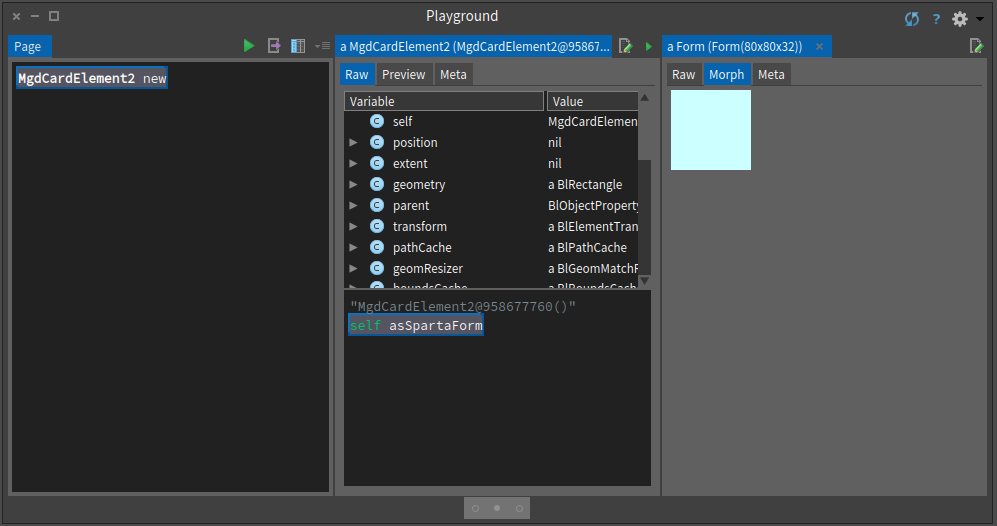 Playground
?
Page
MgdCardElement2 new
a MgdCardElement2 (MgdCardElement2@95867...
Raw Preview Meta
Variable Value
self MgdCardElemen
position nil
extent nil
geometry a BlRectangle
parent BlObjectProperty
transform a BlElementTran
pathCache a BlPathCache
geomResizer a BlGeomMatchP
boundsCache a BlBoundsCach
"MgdCardElement2@958677760()"
self asSpartaForm
a Form (Form(80x80x32))
Raw Morph Meta